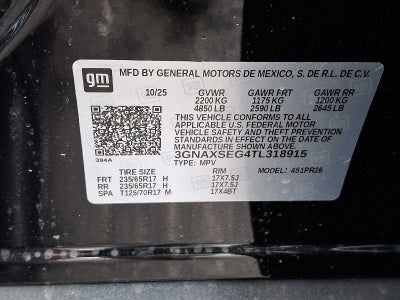 gm
MFD BY GENERAL MOTORS DE MEXICO, S. DE R.L. DE C.V.
10/25 GVWR GAWR FRT GAWR RR
2200 KG 1175 KG 1200 KG
4850 LB 2590 LB 2645 LB
THIS VEHICLE CONFORMS TO ALL
APPLICABLE U.S. FEDERAL MOTOR
VEHICLE SAFETY AND THEFT PREVENTION
STANDARDS IN EFFECT ON THE DATE OF
MANUFACTURE SHOWN ABOVE.
3GNAXSEG4TL318915
384A
TYPE: MPV MODEL: 451PR26
TIRE SIZE RIM
FRT 235/65R17 H 17X7.5J
RR 235/65R17 H 17X7.5J
SPA T125/70R17 M 17X4BT